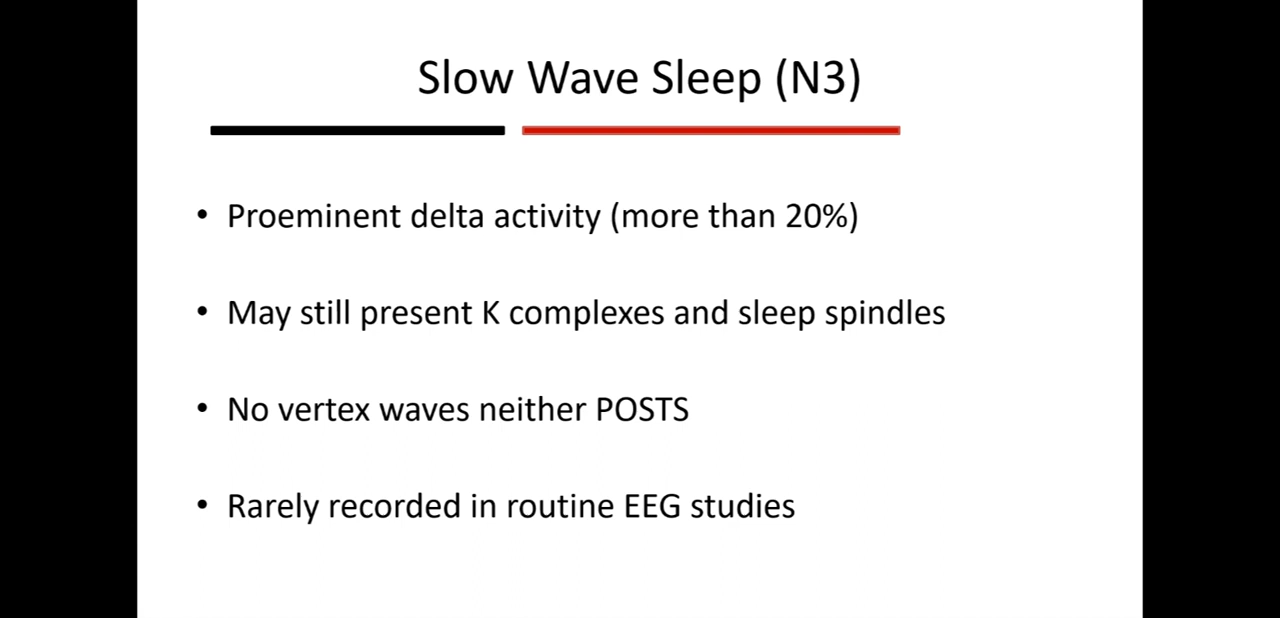 Slow Wave Sleep (N3)
• Proeminent delta activity (more than 20%)
• May still present K complexes and sleep spindles
• No vertex waves neither POSTS
• Rarely recorded in routine EEG studies